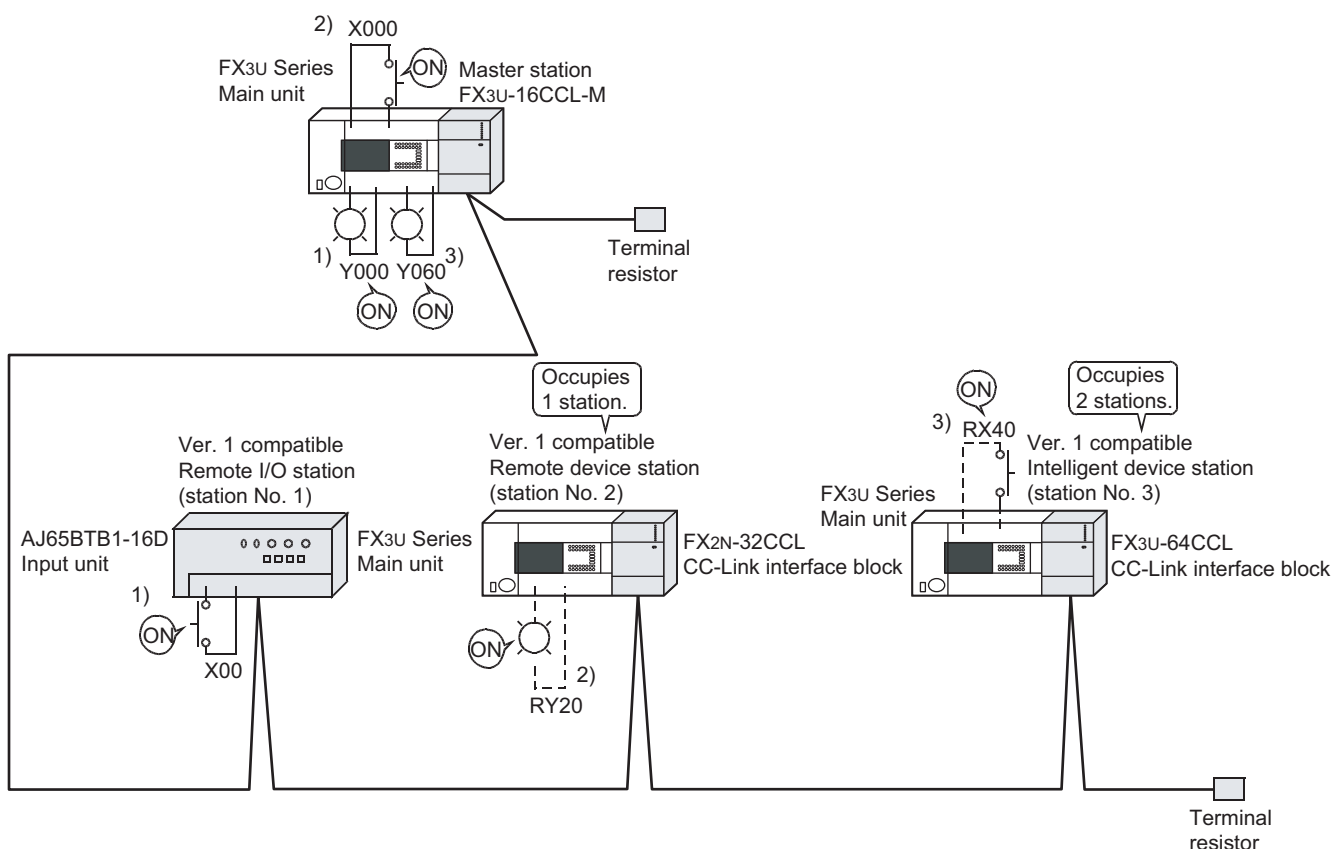 2) X000
ON
FX3U Series
Main unit
Master station
FX3U-16CCL-M
1)
Y000
Y060
3)
ON
ON
Terminal
resistor
Occupies
1 station.
ON
Occupies
2 stations.
Ver. 1 compatible
Remote I/O station
(station No. 1)
Ver. 1 compatible
Remote device station
(station No. 2)
3) RX40
Ver. 1 compatible
Intelligent device station
(station No. 3)
AJ65BTB1-16D
Input unit
FX3U Series
Main unit
FX2N-32CCL
CC-Link interface block
FX3U Series
Main unit
FX3U-64CCL
CC-Link interface block
1)
ON
X00
ON
2)
RY20
Terminal
resistor